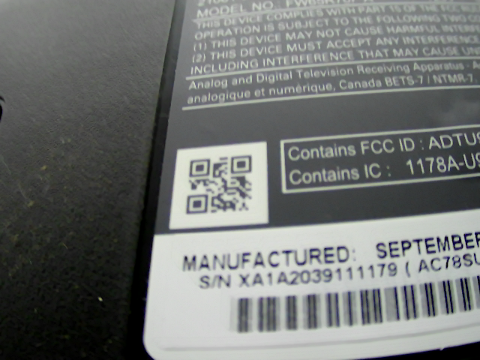 MODEL NO.
THIS DEVICE COMPLIES WITH PART 15 OF THE FCC
OPERATION IS SUBJECT TO THE FOLLOWING TWO
(1) THIS DEVICE MAY NOT CAUSE HARMFUL
(2) THIS DEVICE MUST ACCEPT ANY INTERFERENCE
INCLUDING INTERFERENCE THAT MAY CAUSE
Analog and Digital Television Receiving Apparatus -
analogique et numérique, Canada BETS-7 / NTMR-7.
Contains FCC ID : ADTU9
Contains IC : 1178A-U9
MANUFACTURED: SEPTEMBER
S/N XA1A2039111179 ( AC78SU